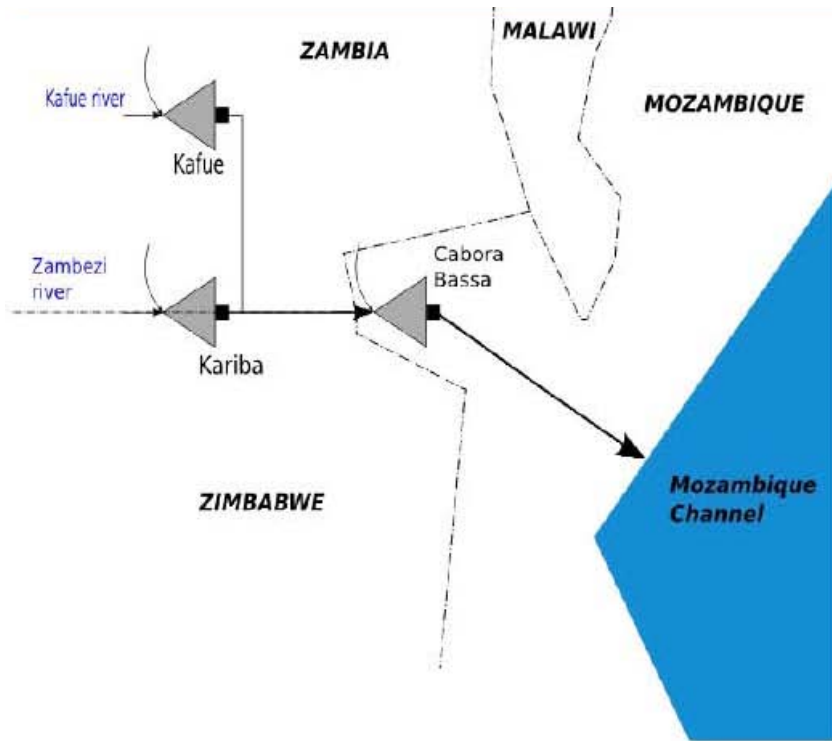 MALAWI
ZAMBIA
Kafue river
MOZAMBIQUE
Kafue
Cabora
Bassa
Zambezi
river
Kariba
Mozambique
Channel
ZIMBABWE